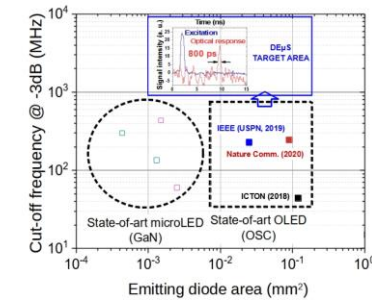 Time (ns)
Excitation
Optical response
800 ps
Signal intensity (a. u.)
DEµS
TARGET AREA
Cut-off frequency @ -3dB (MHz)
10⁴
10³
10²
10¹
IEEE (USPN, 2019)
Nature Comm. (2020)
ICTON (2018)
State-of-art microLED
(GaN)
State-of-art OLED
(OSC)
10⁻⁴
10⁻³
10⁻²
10⁻¹
10⁰
Emitting diode area (mm²)